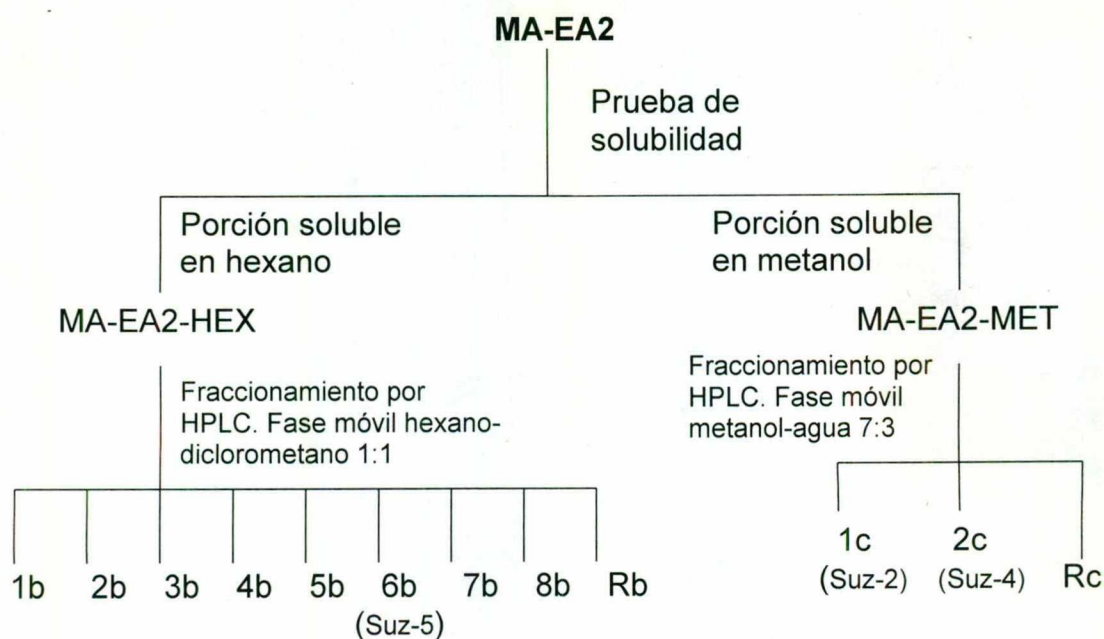 MA-EA2
Prueba de
solubilidad
Porción soluble
en hexano
Porción soluble
en metanol
MA-EA2-HEX
MA-EA2-MET
Fraccionamiento por
HPLC. Fase móvil hexano-
diclorometano 1:1
Fraccionamiento por
HPLC. Fase móvil
metanol-agua 7:3
1b 2b 3b 4b 5b 6b 7b 8b Rb
(Suz-5)
1c 2c Rc
(Suz-2) (Suz-4)